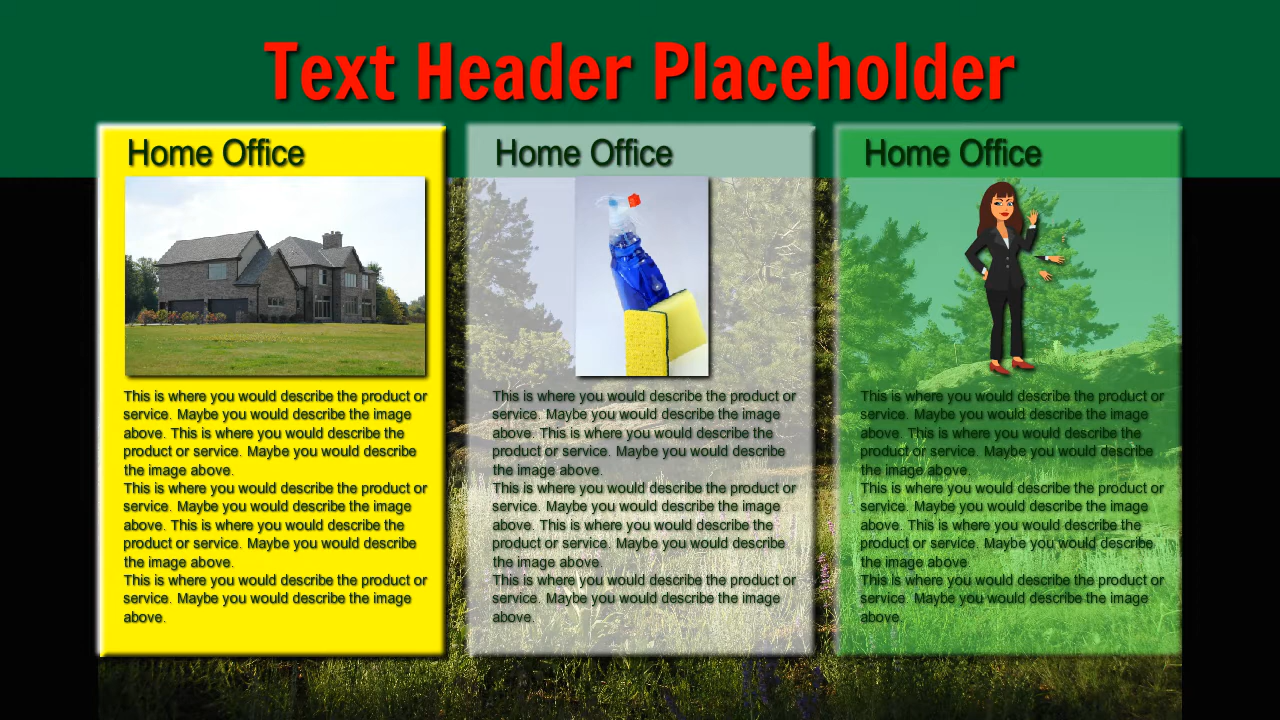 Text Header Placeholder
Home Office
This is where you would describe the product or
service. Maybe you would describe the image
above. This is where you would describe the
product or service. Maybe you would describe
the image above.
This is where you would describe the product or
service. Maybe you would describe the image
above. This is where you would describe the
product or service. Maybe you would describe
the image above.
This is where you would describe the product or
service. Maybe you would describe the image
above.
Home Office
This is where you would describe the product or
service. Maybe you would describe the image
above. This is where you would describe the
product or service. Maybe you would describe
the image above.
This is where you would describe the product or
service. Maybe you would describe the image
above. This is where you would describe the
product or service. Maybe you would describe
the image above.
This is where you would describe the product or
service. Maybe you would describe the image
above.
Home Office
This is where you would describe the product or
service. Maybe you would describe the image
above. This is where you would describe the
product or service. Maybe you would describe
the image above.
This is where you would describe the product or
service. Maybe you would describe the image
above. This is where you would describe the
product or service. Maybe you would describe
the image above.
This is where you would describe the product or
service. Maybe you would describe the image
above.